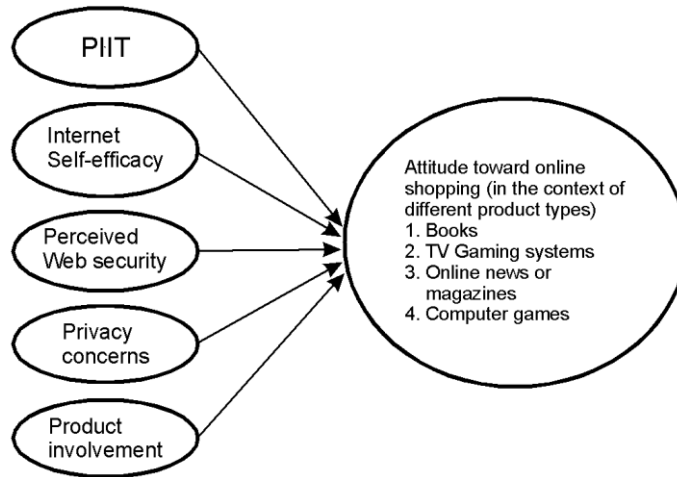 PIIT
Internet
Self-efficacy
Perceived
Web security
Privacy
concerns
Product
involvement
Attitude toward online
shopping (in the context of
different product types)
1. Books
2. TV Gaming systems
3. Online news or
magazines
4. Computer games